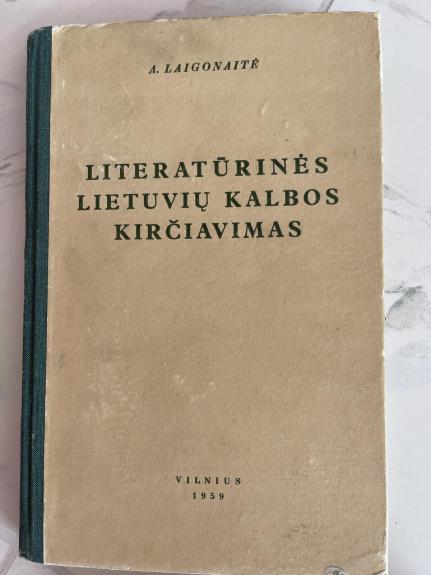 A. LAIGONAITĖ
LITERATŪRINĖS
LIETUVIŲ KALBOS
KIRČIAVIMAS
VILNIUS
1959